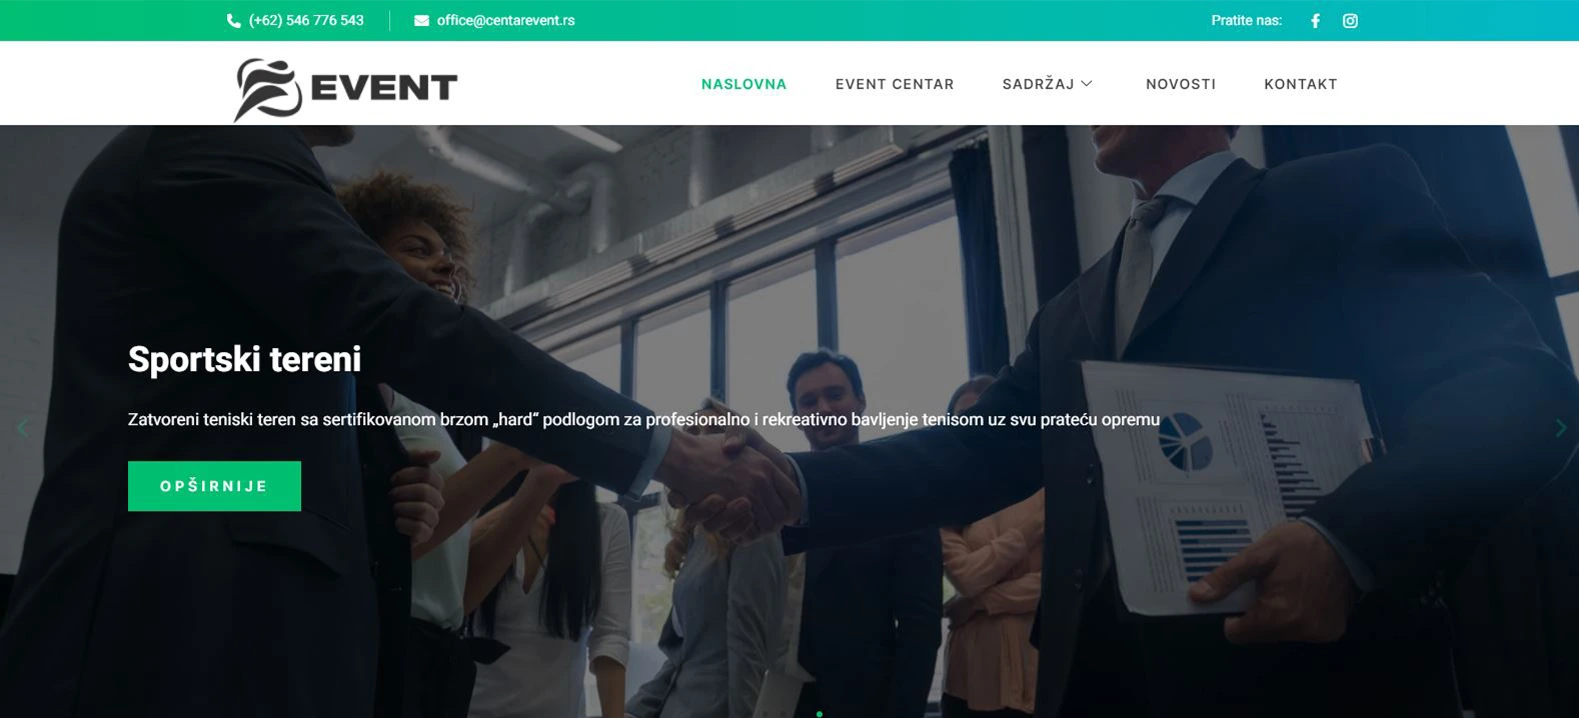 (+62) 546 776 543
office@centarevent.rs
Pratite nas:
EVENT
NASLOVNA
EVENT CENTAR
SADRŽAJ
NOVOSTI
KONTAKT
Sportski tereni
Zatvoreni teniski teren sa sertifikovanom brzom „hard“ podlogom za profesionalno i rekreativno bavljenje tenisom uz svu prateću opremu
OPŠIRNIJE